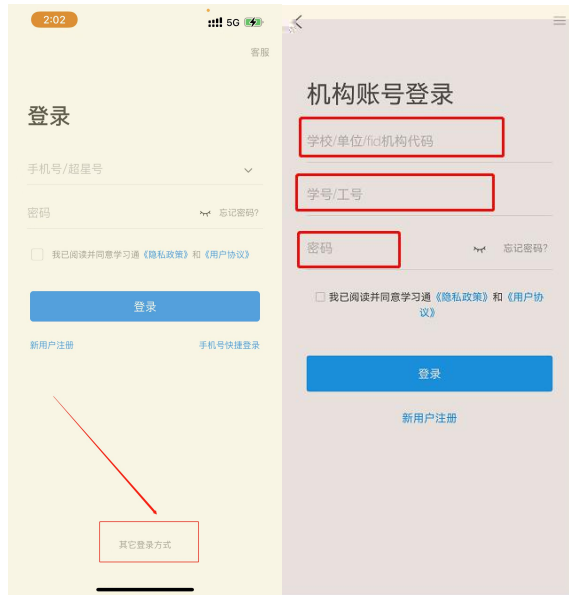 2:02
5G
客服
登录
手机号/超星号
密码
忘记密码?
我已阅读并同意学习通《隐私政策》和《用户协议》
登录
新用户注册
手机号快捷登录
其它登录方式
机构账号登录
学校/单位/fid机构代码
学号/工号
密码
忘记密码?
我已阅读并同意学习通《隐私政策》和《用户协
议》
登录
新用户注册